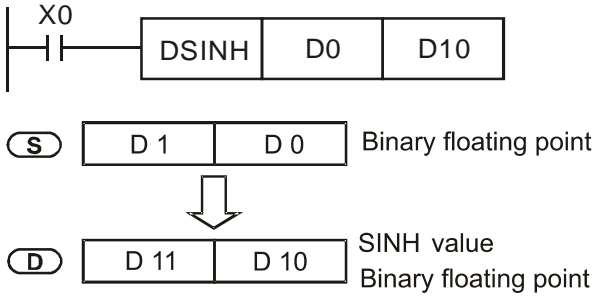 X0
DSINH D0 D10
S D 1 D 0 Binary floating point
D D 11 D 10 SINH value
Binary floating point